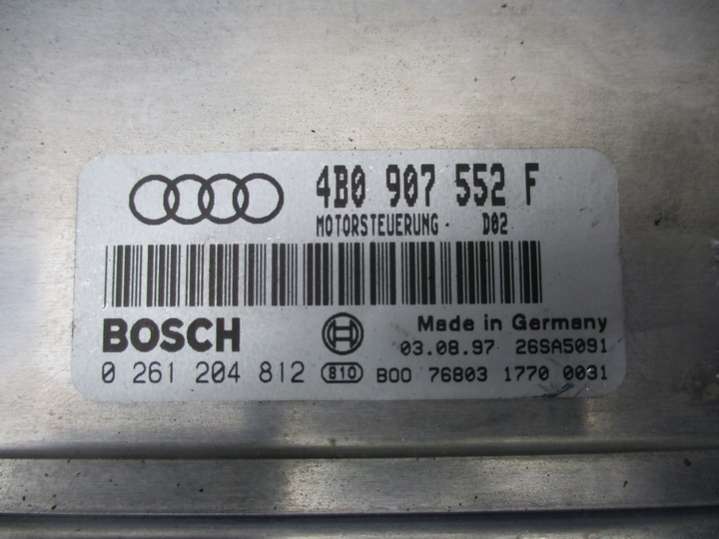 4B0 907 552 F
MOTORSTEUERUNG- D02
BOSCH
Made in Germany
03.08.97 26SA5091
0 261 204 812 B10 B00 76803 1770 0031